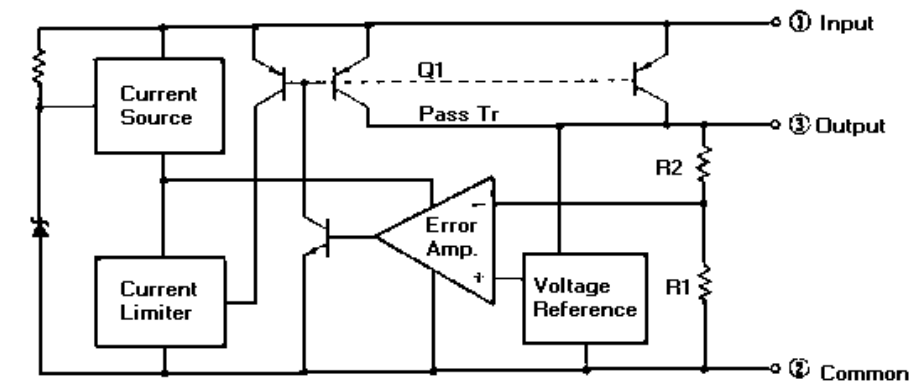 ① Input
Q1
Current
Source
Pass Tr
③ Output
R2
−
Error
Amp.
+
Voltage
Reference
R1
Current
Limiter
② Common